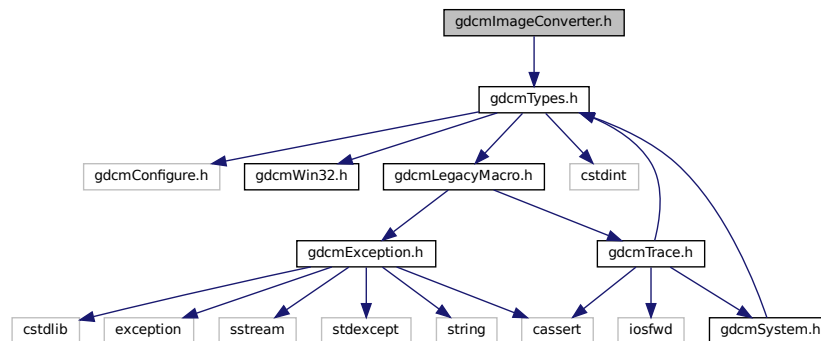 gdcmImageConverter.h
gdcmTypes.h
gdcmConfigure.h
gdcmWin32.h
gdcmLegacyMacro.h
cstdint
gdcmException.h
gdcmTrace.h
cstdlib
exception
sstream
stdexcept
string
cassert
iosfwd
gdcmSystem.h